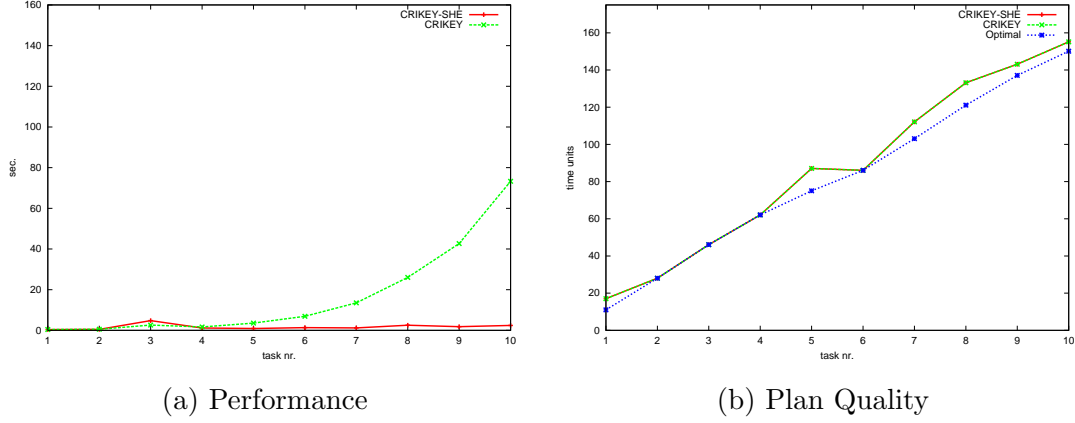 160
140
120
100
80
60
40
20
0
sec.
1 2 3 4 5 6 7 8 9 10
task nr.
CRIKEY-SHE
CRIKEY
(a) Performance
160
140
120
100
80
60
40
20
0
time units
1 2 3 4 5 6 7 8 9 10
task nr.
CRIKEY-SHE
CRIKEY
Optimal
(b) Plan Quality